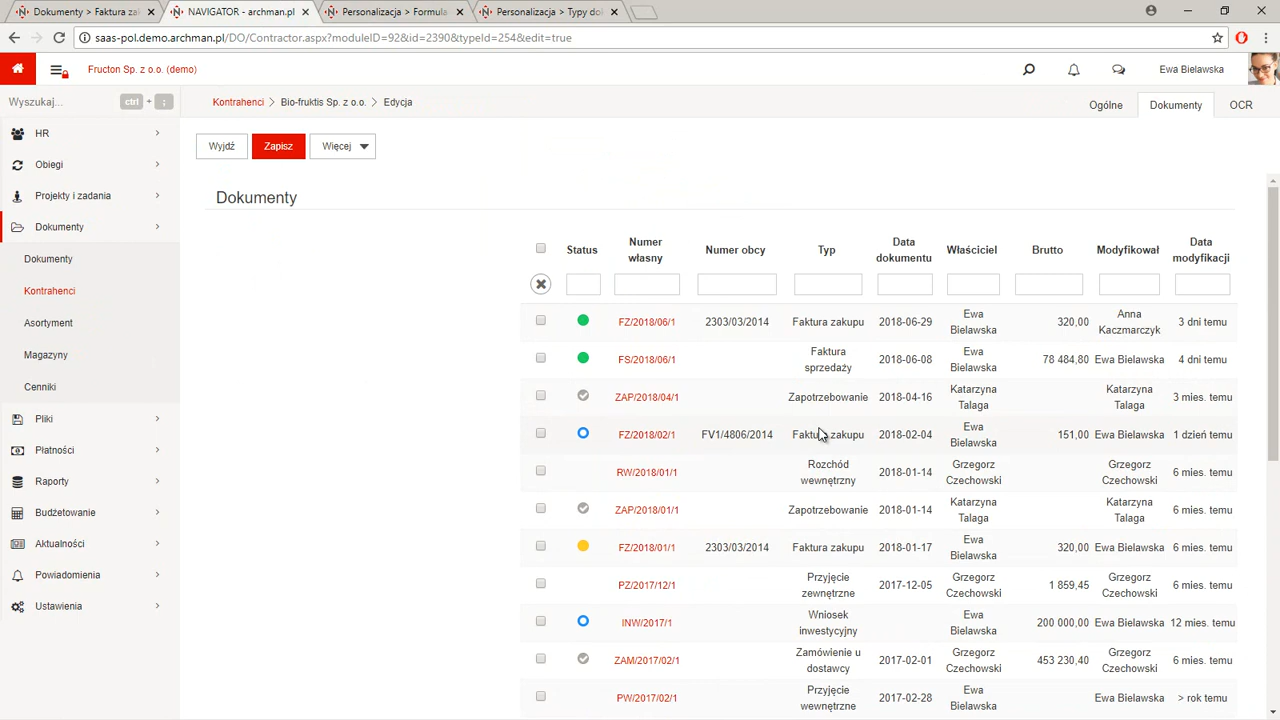 Dokumenty > Faktura za
NAVIGATOR - archman.pl
Personalizacja > Formula
Personalizacja > Typy do
saas-pol.demo.archman.pl/DO/Contractor.aspx?moduleID=92&id=2390&typeId=254&edit=true
Fructon Sp. z o.o. (demo)
Ewa Bielawska
Wyszukaj...
ctrl + ;
Kontrahenci > Bio-fruktis Sp. z o.o. > Edycja
Ogólne
Dokumenty
OCR
HR
Obiegi
Projekty i zadania
Dokumenty
Dokumenty
Kontrahenci
Asortyment
Magazyny
Cenniki
Pliki
Płatności
Raporty
Budżetowanie
Aktualności
Powiadomienia
Ustawienia
Wyjdź
Zapisz
Więcej
Dokumenty
Status Numer własny Numer obcy Typ Data dokumentu Właściciel Brutto Modyfikował Data modyfikacji
FZ/2018/06/1 2303/03/2014 Faktura zakupu 2018-06-29 Ewa Bielawska 320,00 Anna Kaczmarczyk 3 dni temu
FS/2018/06/1 Faktura sprzedaży 2018-06-08 Ewa Bielawska 78 484,80 Ewa Bielawska 4 dni temu
ZAP/2018/04/1 Zapotrzebowanie 2018-04-16 Katarzyna Talaga Katarzyna Talaga 3 mies. temu
FZ/2018/02/1 FV1/4806/2014 Faktura zakupu 2018-02-04 Ewa Bielawska 151,00 Ewa Bielawska 1 dzień temu
RW/2018/01/1 Rozchód wewnętrzny 2018-01-14 Grzegorz Czechowski Grzegorz Czechowski 6 mies. temu
ZAP/2018/01/1 Zapotrzebowanie 2018-01-14 Katarzyna Talaga Katarzyna Talaga 6 mies. temu
FZ/2018/01/1 2303/03/2014 Faktura zakupu 2018-01-17 Ewa Bielawska 320,00 Ewa Bielawska 6 mies. temu
PZ/2017/12/1 Przyjęcie zewnętrzne 2017-12-05 Grzegorz Czechowski 1 859,45 Grzegorz Czechowski 6 mies. temu
INW/2017/1 Wniosek inwestycyjny Ewa Bielawska 200 000,00 Ewa Bielawska 12 mies. temu
ZAM/2017/02/1 Zamówienie u dostawcy 2017-02-01 Grzegorz Czechowski 453 230,40 Grzegorz Czechowski 6 mies. temu
PW/2017/02/1 Przyjęcie wewnętrzne 2017-02-28 Ewa Bielawska Ewa Bielawska > rok temu